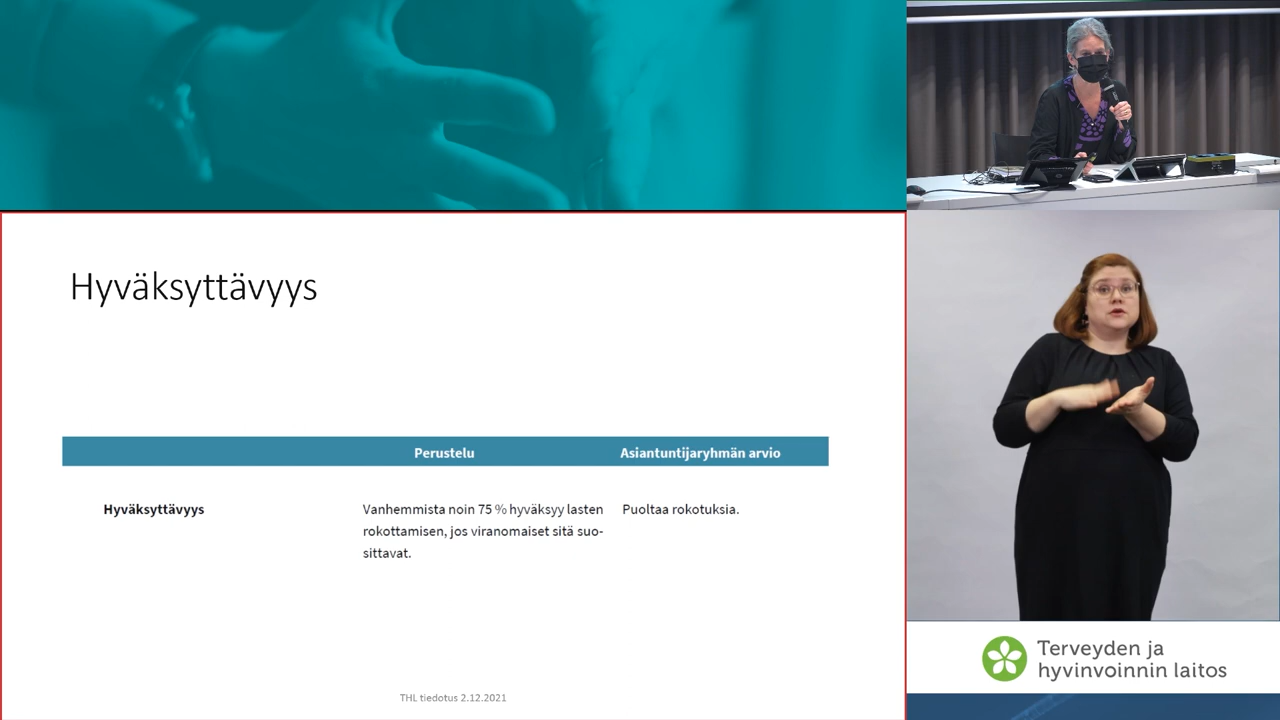 Hyväksyttävyys
Perustelu
Asiantuntijaryhmän arvio
Hyväksyttävyys
Vanhemmista noin 75 % hyväksyy lasten
rokottamisen, jos viranomaiset sitä suo-
sittavat.
Puoltaa rokotuksia.
THL tiedotus 2.12.2021
Terveyden ja
hyvinvoinnin laitos